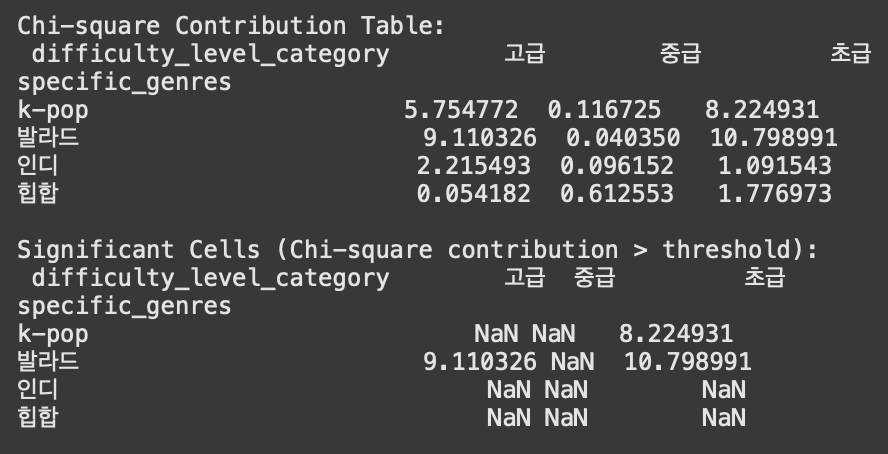 Chi-square Contribution Table:
difficulty_level_category 고급 중급 초급
specific_genres
k-pop 5.754772 0.116725 8.224931
발라드 9.110326 0.040350 10.798991
인디 2.215493 0.096152 1.091543
힙합 0.054182 0.612553 1.776973
Significant Cells (Chi-square contribution > threshold):
difficulty_level_category 고급 중급 초급
specific_genres
k-pop NaN NaN 8.224931
발라드 9.110326 NaN 10.798991
인디 NaN NaN NaN
힙합 NaN NaN NaN